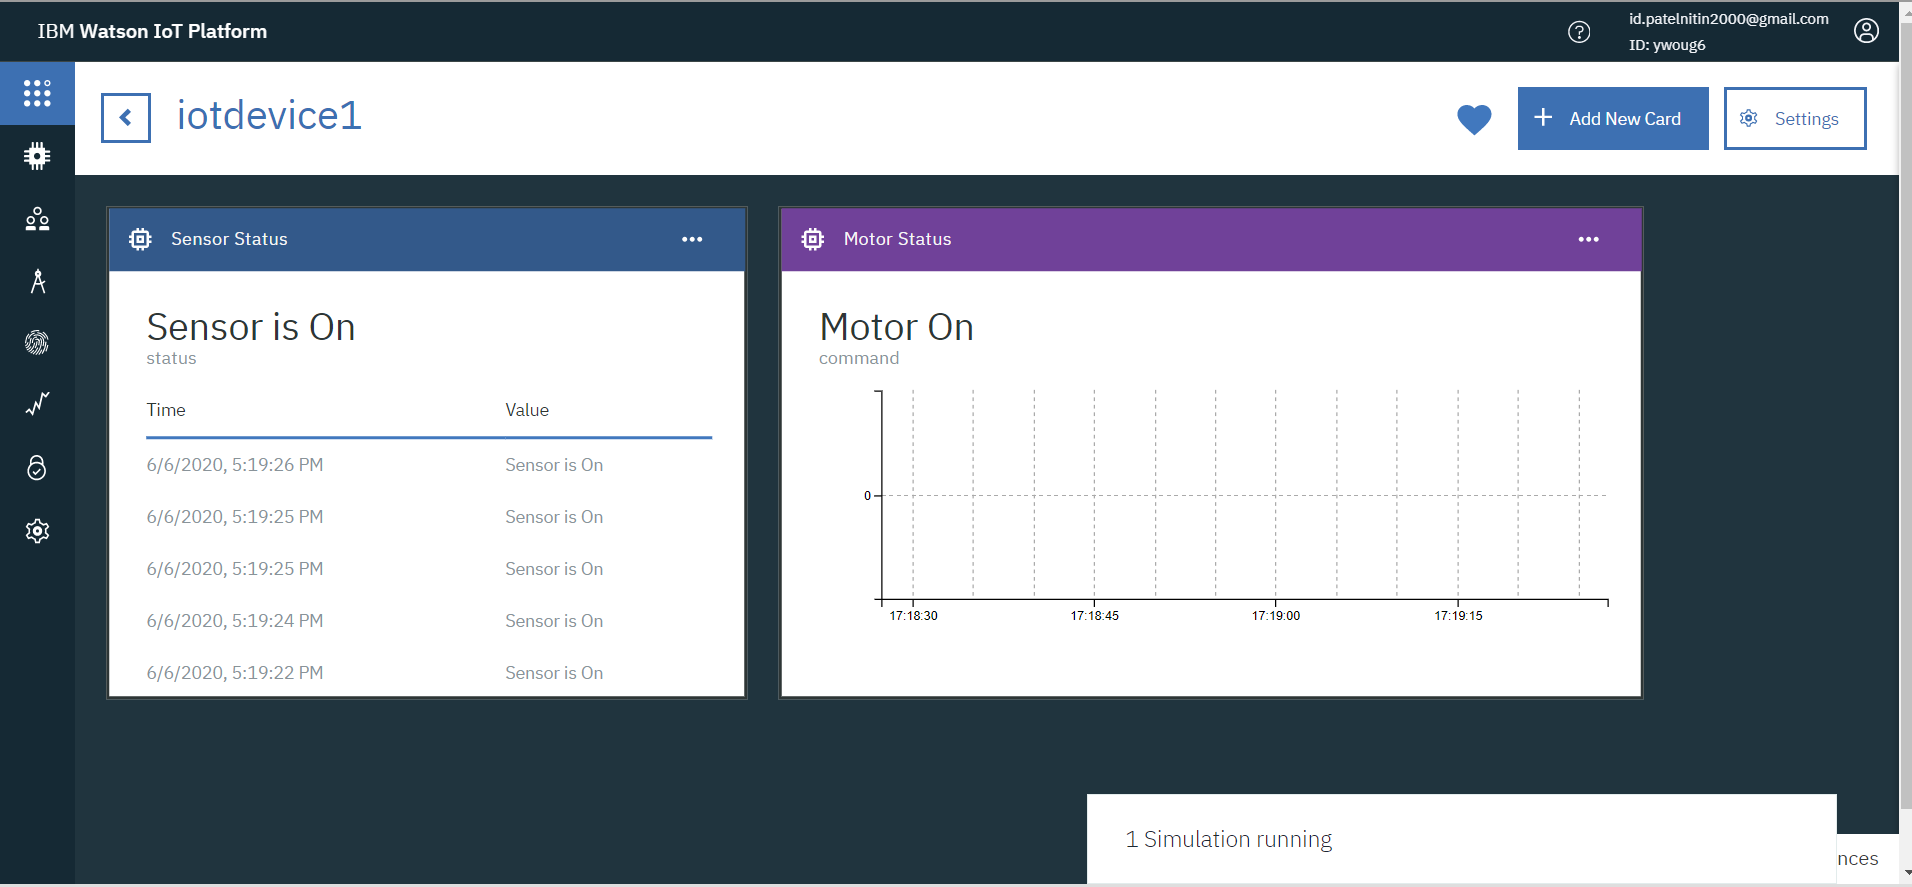 IBM Watson IoT Platform
id.patelnitin2000@gmail.com
ID: ywoug6
iotdevice1
Add New Card
Settings
Sensor Status
Sensor is On
status
Time Value
6/6/2020, 5:19:26 PM Sensor is On
6/6/2020, 5:19:25 PM Sensor is On
6/6/2020, 5:19:25 PM Sensor is On
6/6/2020, 5:19:24 PM Sensor is On
6/6/2020, 5:19:22 PM Sensor is On
Motor Status
Motor On
command
0
17:18:30 17:18:45 17:19:00 17:19:15
1 Simulation running
nces